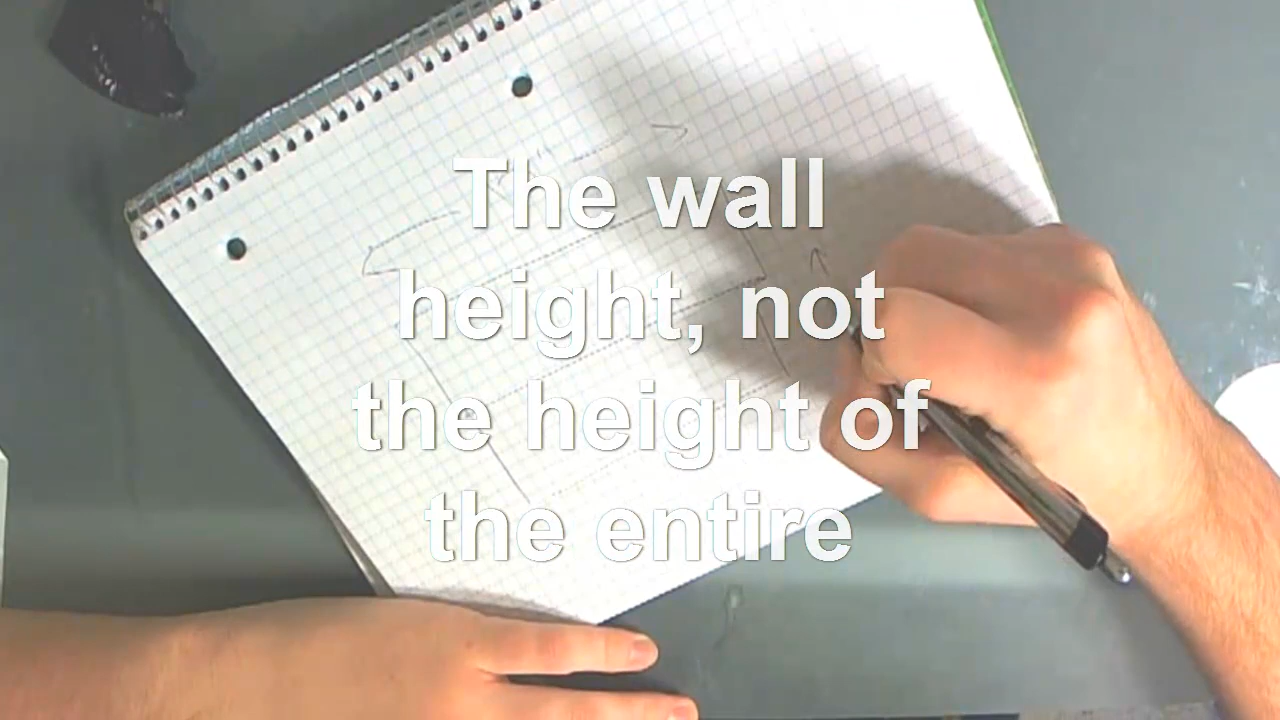 The wall
height, not
the height of
the entire